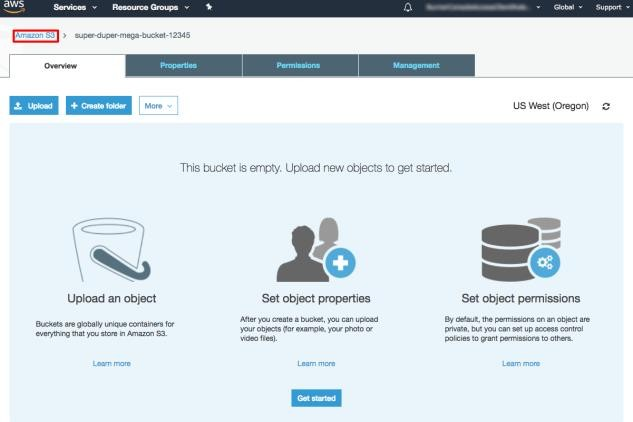 aws Services Resource Groups Global Support
Amazon S3 > super-duper-mega-bucket-12345
Overview Properties Permissions Management
Upload + Create folder More US West (Oregon)
This bucket is empty. Upload new objects to get started.
Upload an object Set object properties Set object permissions
Buckets are globally unique containers for
everything that you store in Amazon S3.
After you create a bucket, you can upload
your objects (for example, your photo or
video files).
By default, the permissions on an object are
private, but you can set up access control
policies to grant permissions to others.
Learn more Learn more Learn more
Get started